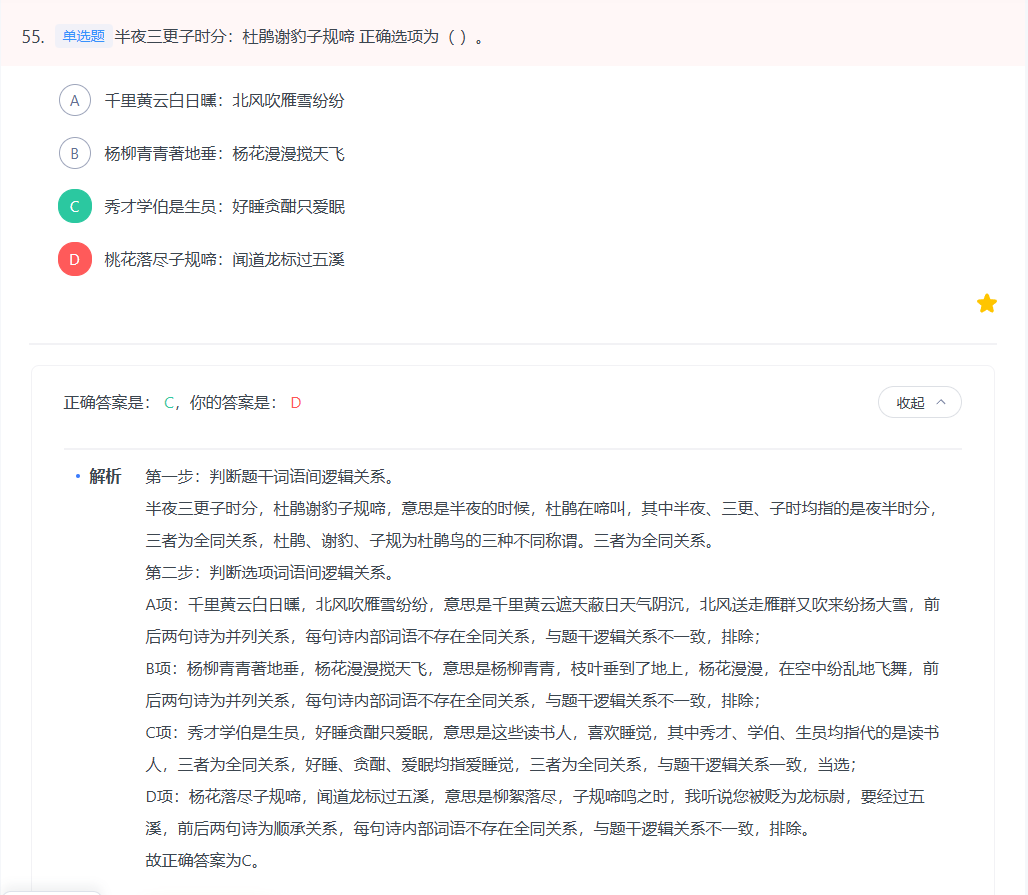 55. 单选题 半夜三更子时分：杜鹃谢豹子规啼 正确选项为（ ）。
A 千里黄云白日曛：北风吹雁雪纷纷
B 杨柳青青著地垂：杨花漫漫搅天飞
C 秀才学伯是生员：好睡贪酣只爱眠
D 桃花落尽子规啼：闻道龙标过五溪
正确答案是： C，你的答案是： D
收起
解析 第一步：判断题干词语间逻辑关系。
半夜三更子时分，杜鹃谢豹子规啼，意思是半夜的时候，杜鹃在啼叫，其中半夜、三更、子时均指的是夜半时分，
三者为全同关系，杜鹃、谢豹、子规为杜鹃鸟的三种不同称谓。三者为全同关系。
第二步：判断选项词语间逻辑关系。
A项：千里黄云白日曛，北风吹雁雪纷纷，意思是千里黄云遮天蔽日天气阴沉，北风送走雁群又吹来纷扬大雪，前
后两句诗为并列关系，每句诗内部词语不存在全同关系，与题干逻辑关系不一致，排除；
B项：杨柳青青著地垂，杨花漫漫搅天飞，意思是杨柳青青，枝叶垂到了地上，杨花漫漫，在空中纷乱地飞舞，前
后两句诗为并列关系，每句诗内部词语不存在全同关系，与题干逻辑关系不一致，排除；
C项：秀才学伯是生员，好睡贪酣只爱眠，意思是这些读书人，喜欢睡觉，其中秀才、学伯、生员均指代的是读书
人，三者为全同关系，好睡、贪酣、爱眠均指爱睡觉，三者为全同关系，与题干逻辑关系一致，当选；
D项：杨花落尽子规啼，闻道龙标过五溪，意思是柳絮落尽，子规啼鸣之时，我听说您被贬为龙标尉，要经过五
溪，前后两句诗为顺承关系，每句诗内部词语不存在全同关系，与题干逻辑关系不一致，排除。
故正确答案为C。